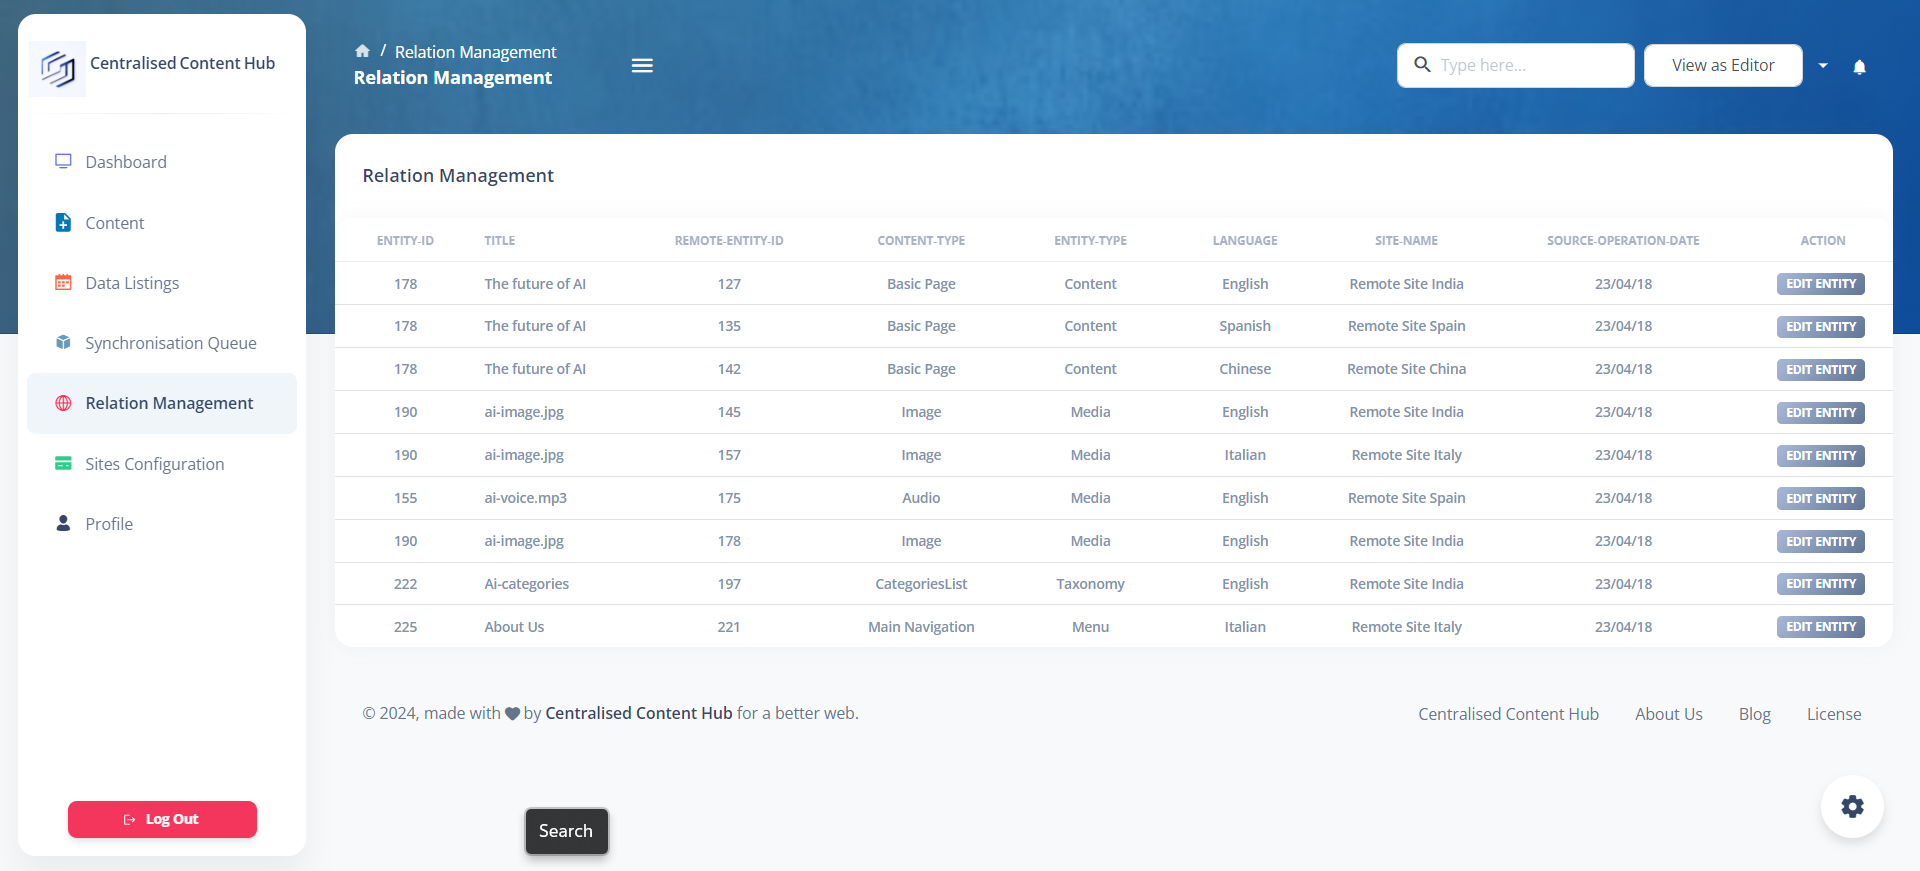 Centralised Content Hub
Dashboard
Content
Data Listings
Synchronisation Queue
Relation Management
Sites Configuration
Profile
Log Out
/ Relation Management
Relation Management
Type here...
View as Editor
Relation Management
ENTITY-ID TITLE REMOTE-ENTITY-ID CONTENT-TYPE ENTITY-TYPE LANGUAGE SITE-NAME SOURCE-OPERATION-DATE ACTION
178 The future of AI 127 Basic Page Content English Remote Site India 23/04/18 EDIT ENTITY
178 The future of AI 135 Basic Page Content Spanish Remote Site Spain 23/04/18 EDIT ENTITY
178 The future of AI 142 Basic Page Content Chinese Remote Site China 23/04/18 EDIT ENTITY
190 ai-image.jpg 145 Image Media English Remote Site India 23/04/18 EDIT ENTITY
190 ai-image.jpg 157 Image Media Italian Remote Site Italy 23/04/18 EDIT ENTITY
155 ai-voice.mp3 175 Audio Media English Remote Site Spain 23/04/18 EDIT ENTITY
190 ai-image.jpg 178 Image Media English Remote Site India 23/04/18 EDIT ENTITY
222 Ai-categories 197 CategoriesList Taxonomy English Remote Site India 23/04/18 EDIT ENTITY
225 About Us 221 Main Navigation Menu Italian Remote Site Italy 23/04/18 EDIT ENTITY
© 2024, made with by Centralised Content Hub for a better web.
Centralised Content Hub About Us Blog License
Search